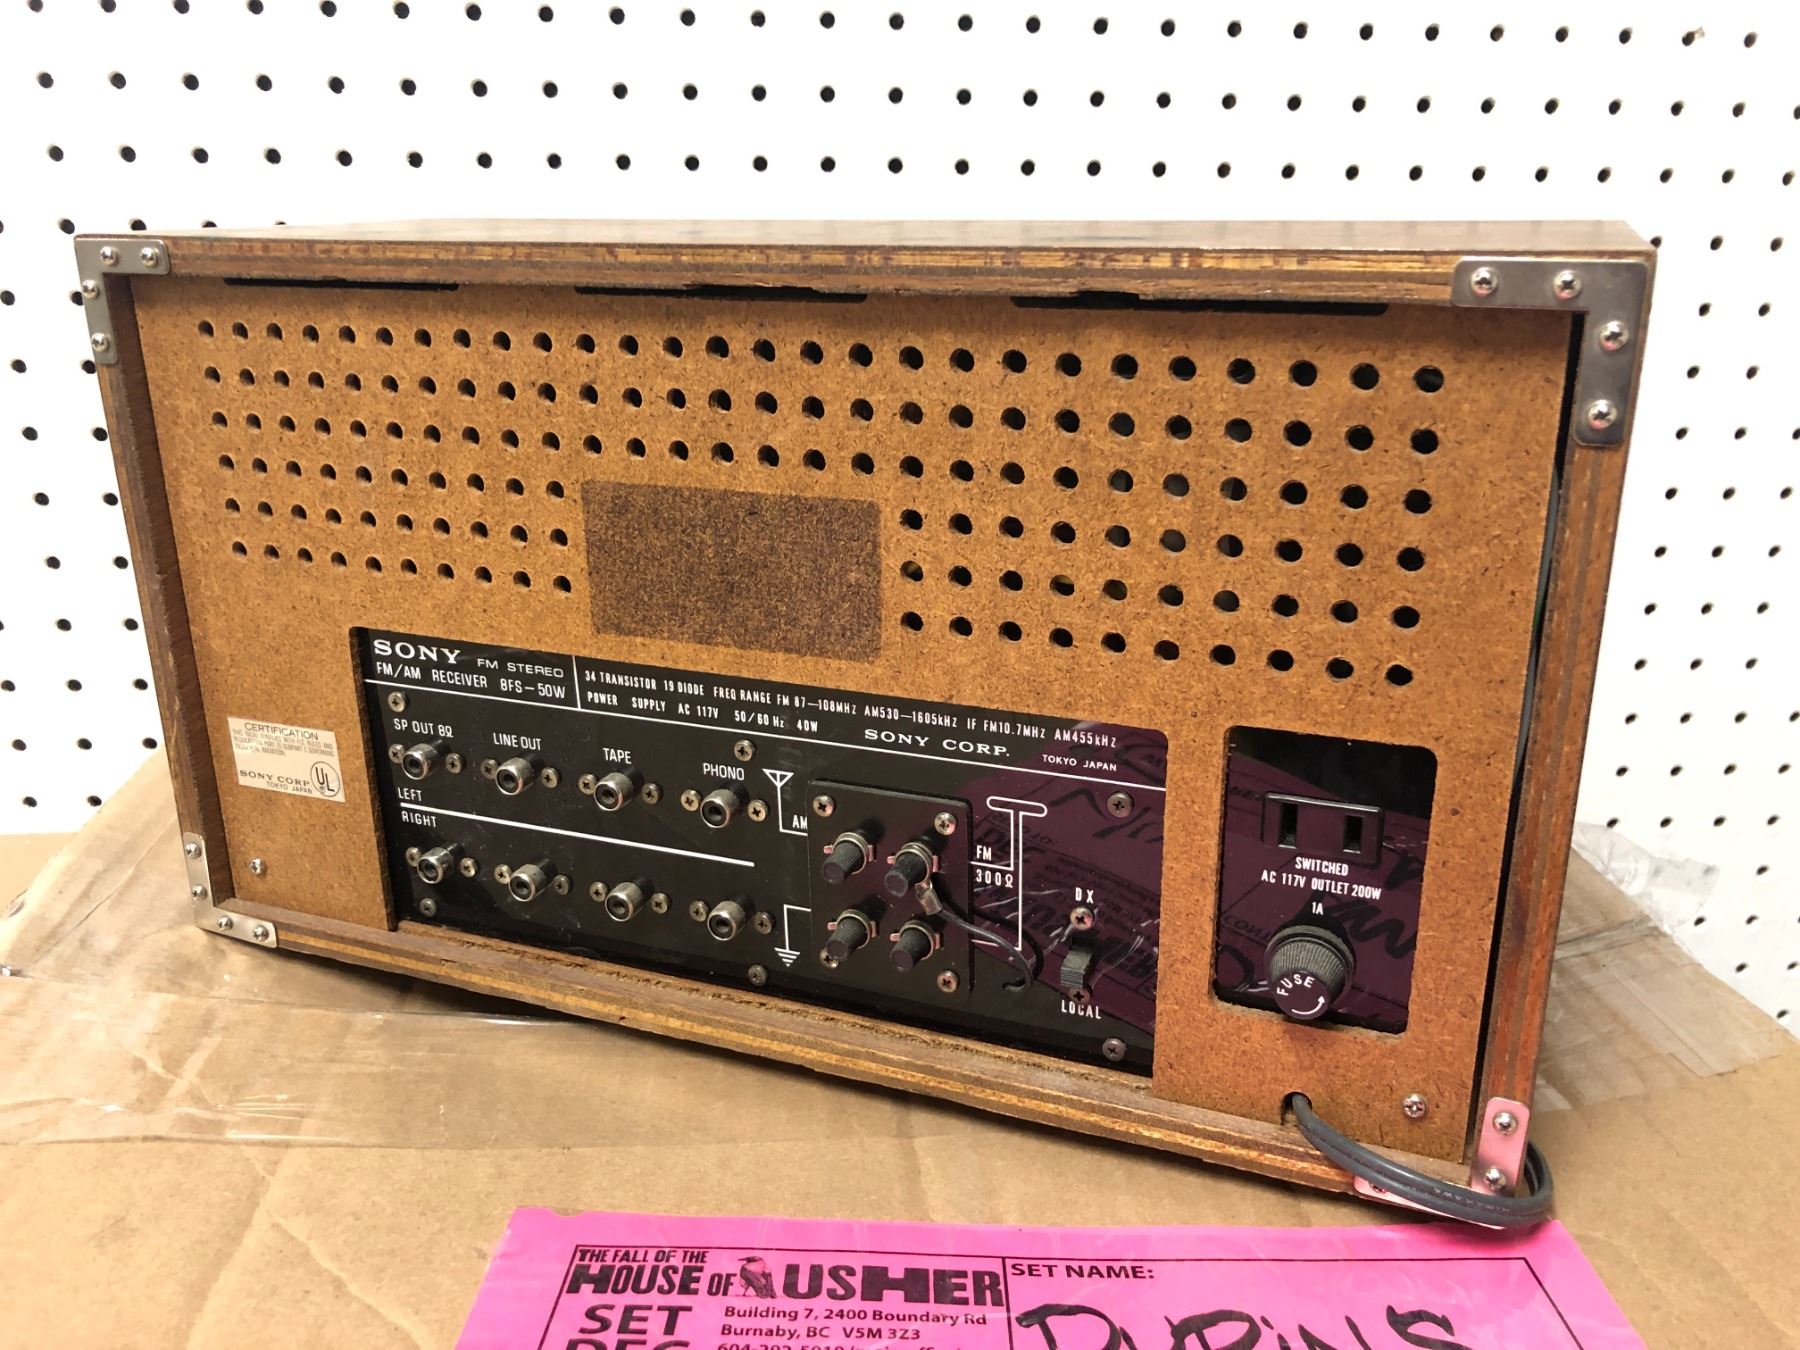 SONY FM STEREO
FM/AM RECEIVER 8FS-50W
34 TRANSISTOR 19 DIODE FREQ RANGE FM 87-108MHz AM530-1605kHz IF FM10.7MHz AM455kHz
POWER SUPPLY AC 117V 50/60Hz 40W
SONY CORP.
TOKYO JAPAN
SP OUT 8Ω
LINE OUT
TAPE
PHONO
LEFT
RIGHT
AM
FM
300Ω
DX
LOCAL
SWITCHED
AC 117V OUTLET 200W
1A
FUSE
CERTIFICATION
SONY CORP.
TOKYO JAPAN
UL
THE FALL OF THE
HOUSE OF USHER
SET
Building 7, 2400 Boundary Rd
Burnaby, BC V5M 3Z3
SET NAME: